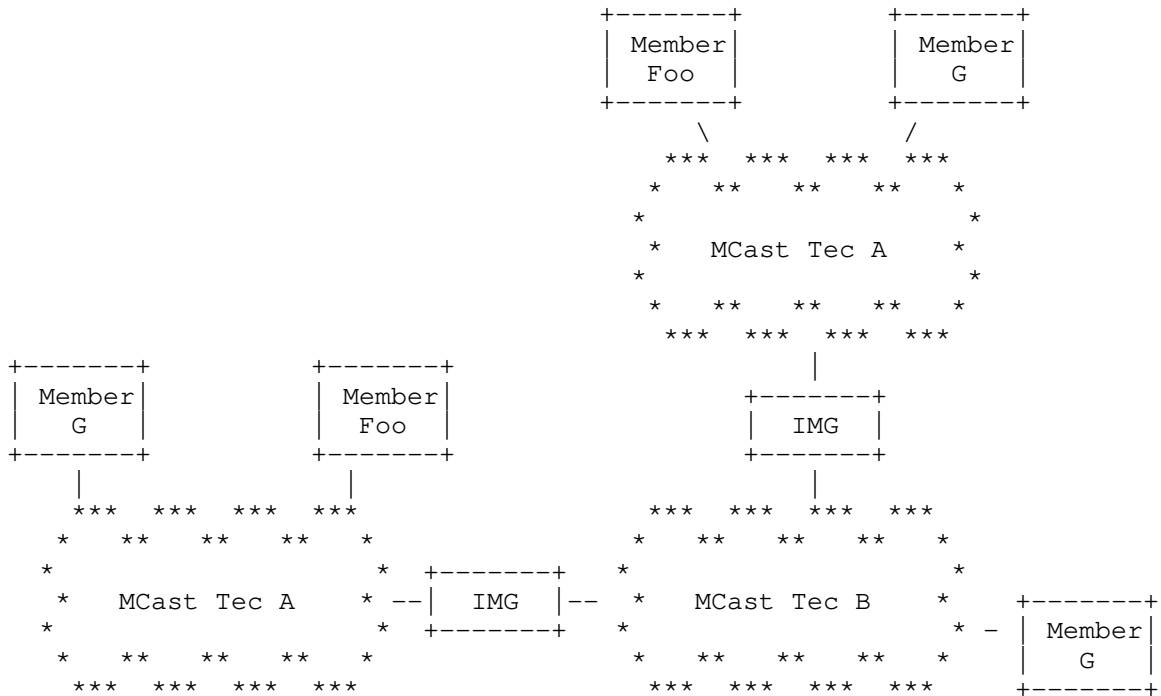 Member
Foo
Member
G
MCast Tec A
Member
G
Member
Foo
IMG
MCast Tec A
IMG
MCast Tec B
Member
G